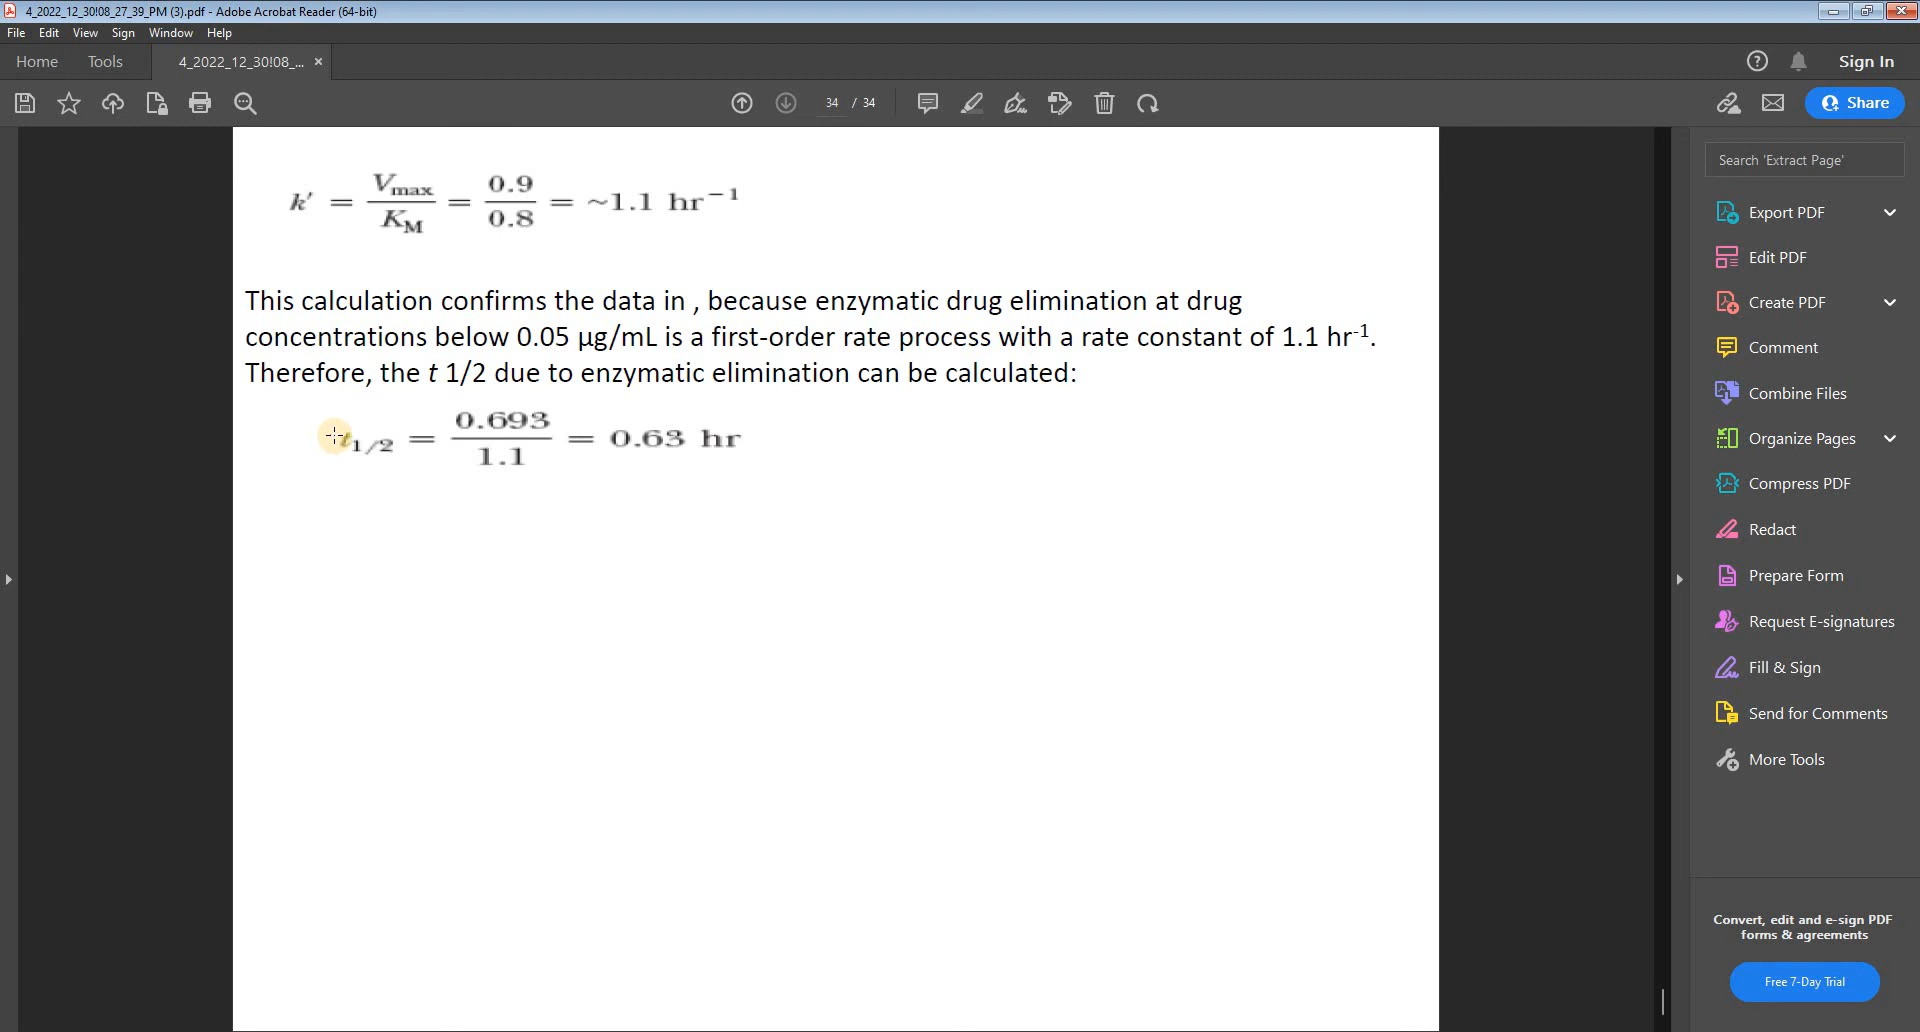 4_2022_12_30!08_27_39_PM (3).pdf - Adobe Acrobat Reader (64-bit)
File Edit View Sign Window Help
Home Tools 4_2022_12_30!08_... × Sign In
34 / 34 Share
k′ = Vmax / KM = 0.9 / 0.8 = ~1.1 hr⁻¹
This calculation confirms the data in , because enzymatic drug elimination at drug
concentrations below 0.05 µg/mL is a first-order rate process with a rate constant of 1.1 hr⁻¹.
Therefore, the t 1/2 due to enzymatic elimination can be calculated:
t1/2 = 0.693 / 1.1 = 0.63 hr
Search 'Extract Page'
Export PDF
Edit PDF
Create PDF
Comment
Combine Files
Organize Pages
Compress PDF
Redact
Prepare Form
Request E-signatures
Fill & Sign
Send for Comments
More Tools
Convert, edit and e-sign PDF
forms & agreements
Free 7-Day Trial